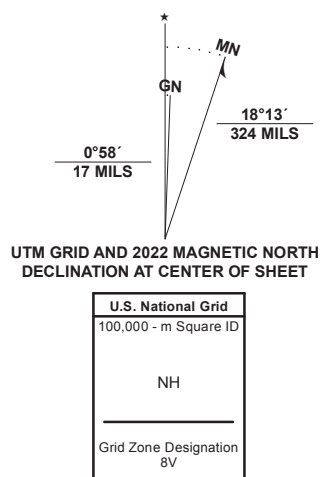 MN
GN
18°13´
324 MILS
0°58´
17 MILS
UTM GRID AND 2022 MAGNETIC NORTH
DECLINATION AT CENTER OF SHEET
U.S. National Grid
100,000 - m Square ID
NH
Grid Zone Designation
8V